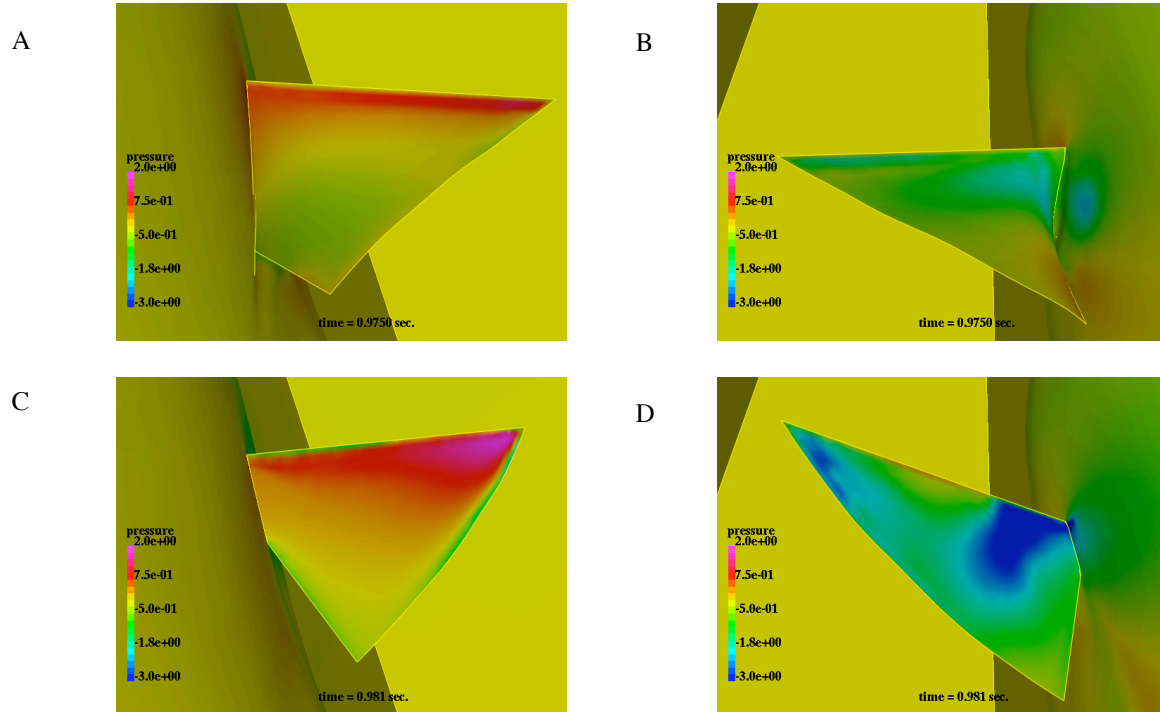 A
pressure
2.0e+00
7.5e-01
-5.0e-01
-1.8e+00
-3.0e+00
time = 0.9750 sec.
B
pressure
2.0e+00
7.5e-01
-5.0e-01
-1.8e+00
-3.0e+00
time = 0.9750 sec.
C
pressure
2.0e+00
7.5e-01
-5.0e-01
-1.8e+00
-3.0e+00
time = 0.981 sec.
D
pressure
2.0e+00
7.5e-01
-5.0e-01
-1.8e+00
-3.0e+00
time = 0.981 sec.